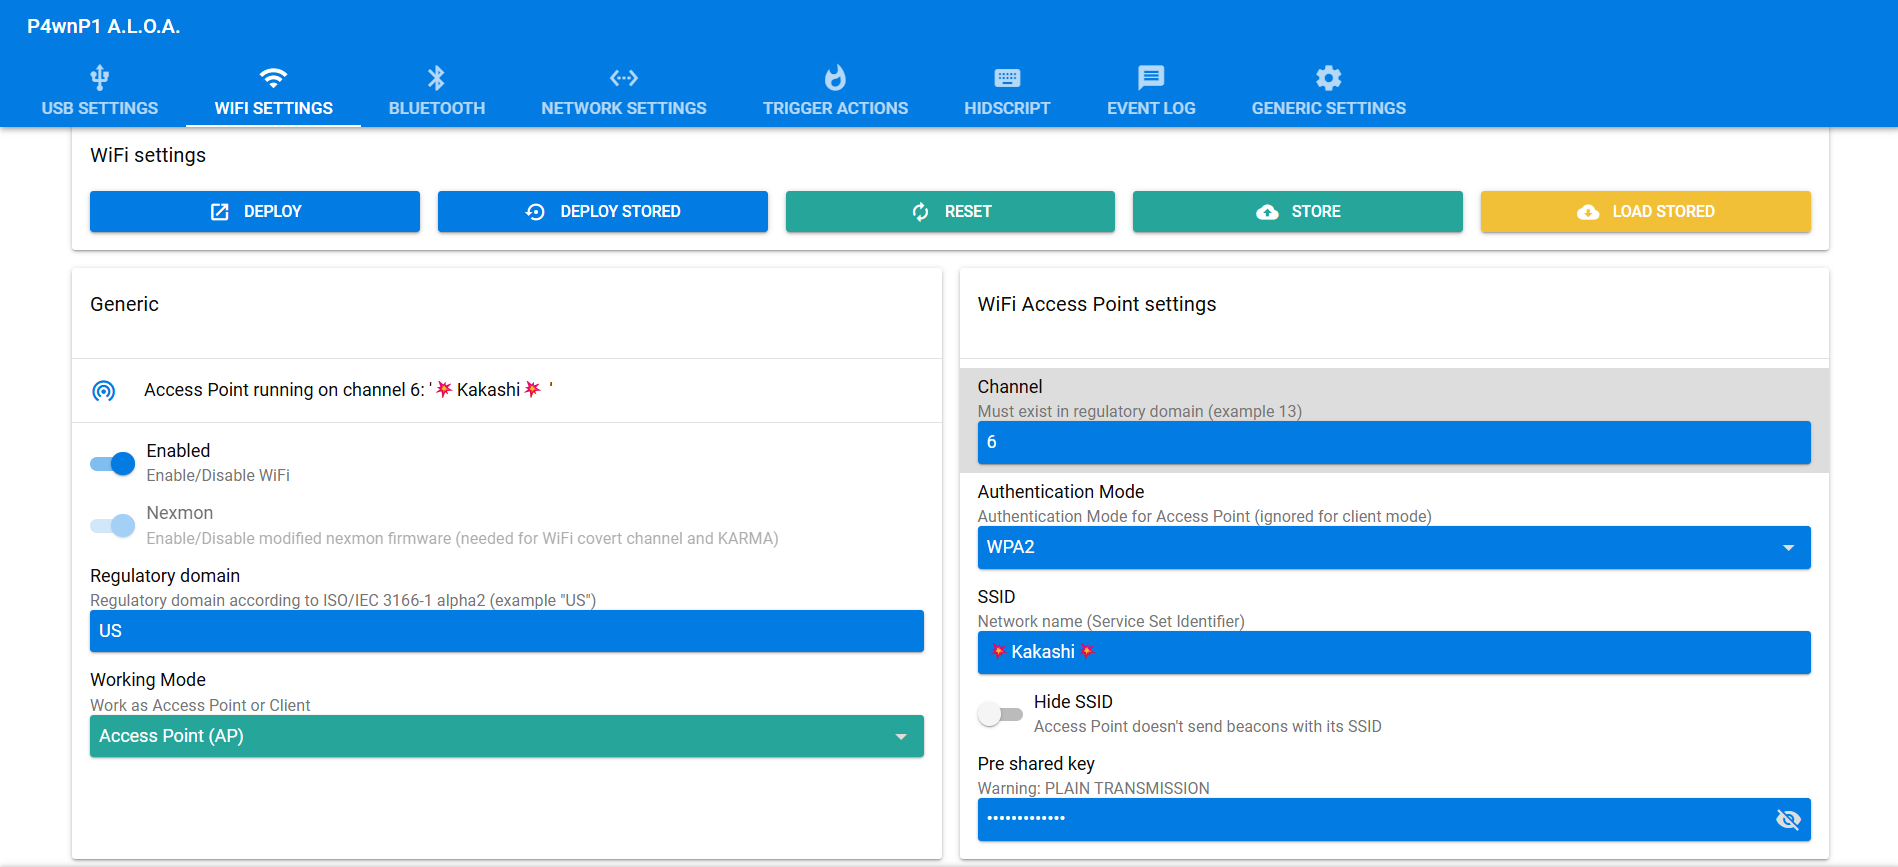 P4wnP1 A.L.O.A.
USB SETTINGS
WIFI SETTINGS
BLUETOOTH
NETWORK SETTINGS
TRIGGER ACTIONS
HIDSCRIPT
EVENT LOG
GENERIC SETTINGS
WiFi settings
DEPLOY
DEPLOY STORED
RESET
STORE
LOAD STORED
Generic
Access Point running on channel 6: '💥Kakashi💥 '
Enabled
Enable/Disable WiFi
Nexmon
Enable/Disable modified nexmon firmware (needed for WiFi covert channel and KARMA)
Regulatory domain
Regulatory domain according to ISO/IEC 3166-1 alpha2 (example "US")
US
Working Mode
Work as Access Point or Client
Access Point (AP)
WiFi Access Point settings
Channel
Must exist in regulatory domain (example 13)
6
Authentication Mode
Authentication Mode for Access Point (ignored for client mode)
WPA2
SSID
Network name (Service Set Identifier)
💥Kakashi💥
Hide SSID
Access Point doesn't send beacons with its SSID
Pre shared key
Warning: PLAIN TRANSMISSION
•••••••••••••